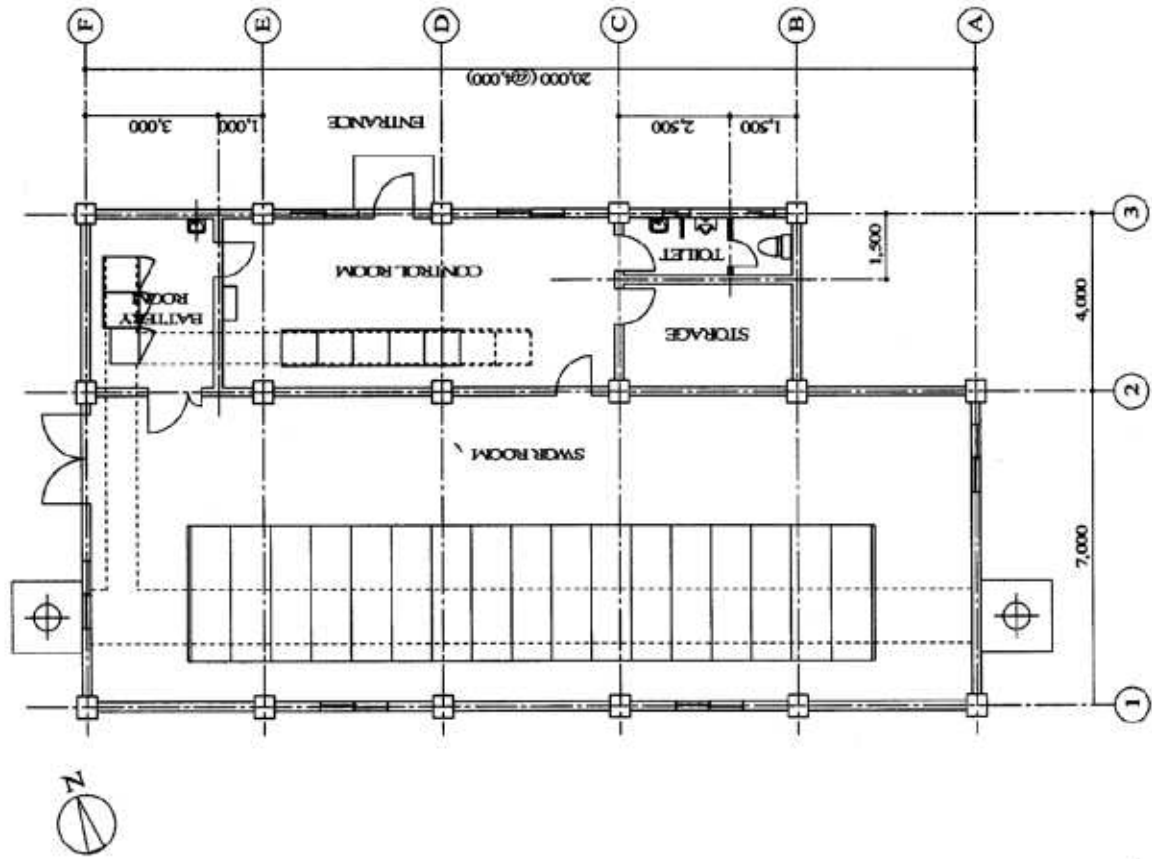 F
E
D
C
B
A
20,000 (@4,000)
3,000
1,000
ENTRANCE
2,500
1,500
3
CONTROL ROOM
TOILET
1,500
BATTERY
ROOM
STORAGE
4,000
2
SWGR ROOM
7,000
1
N